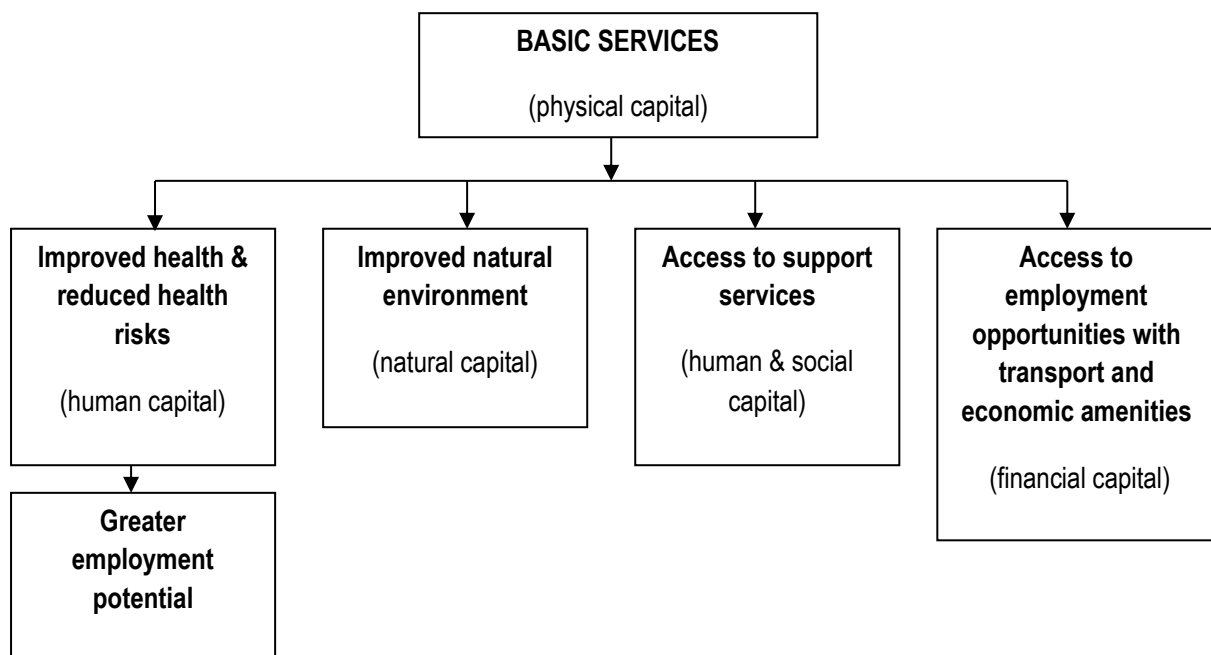 BASIC SERVICES
(physical capital)
Improved health &
reduced health
risks
(human capital)
Improved natural
environment
(natural capital)
Access to support
services
(human & social
capital)
Access to
employment
opportunities with
transport and
economic amenities
(financial capital)
Greater
employment
potential